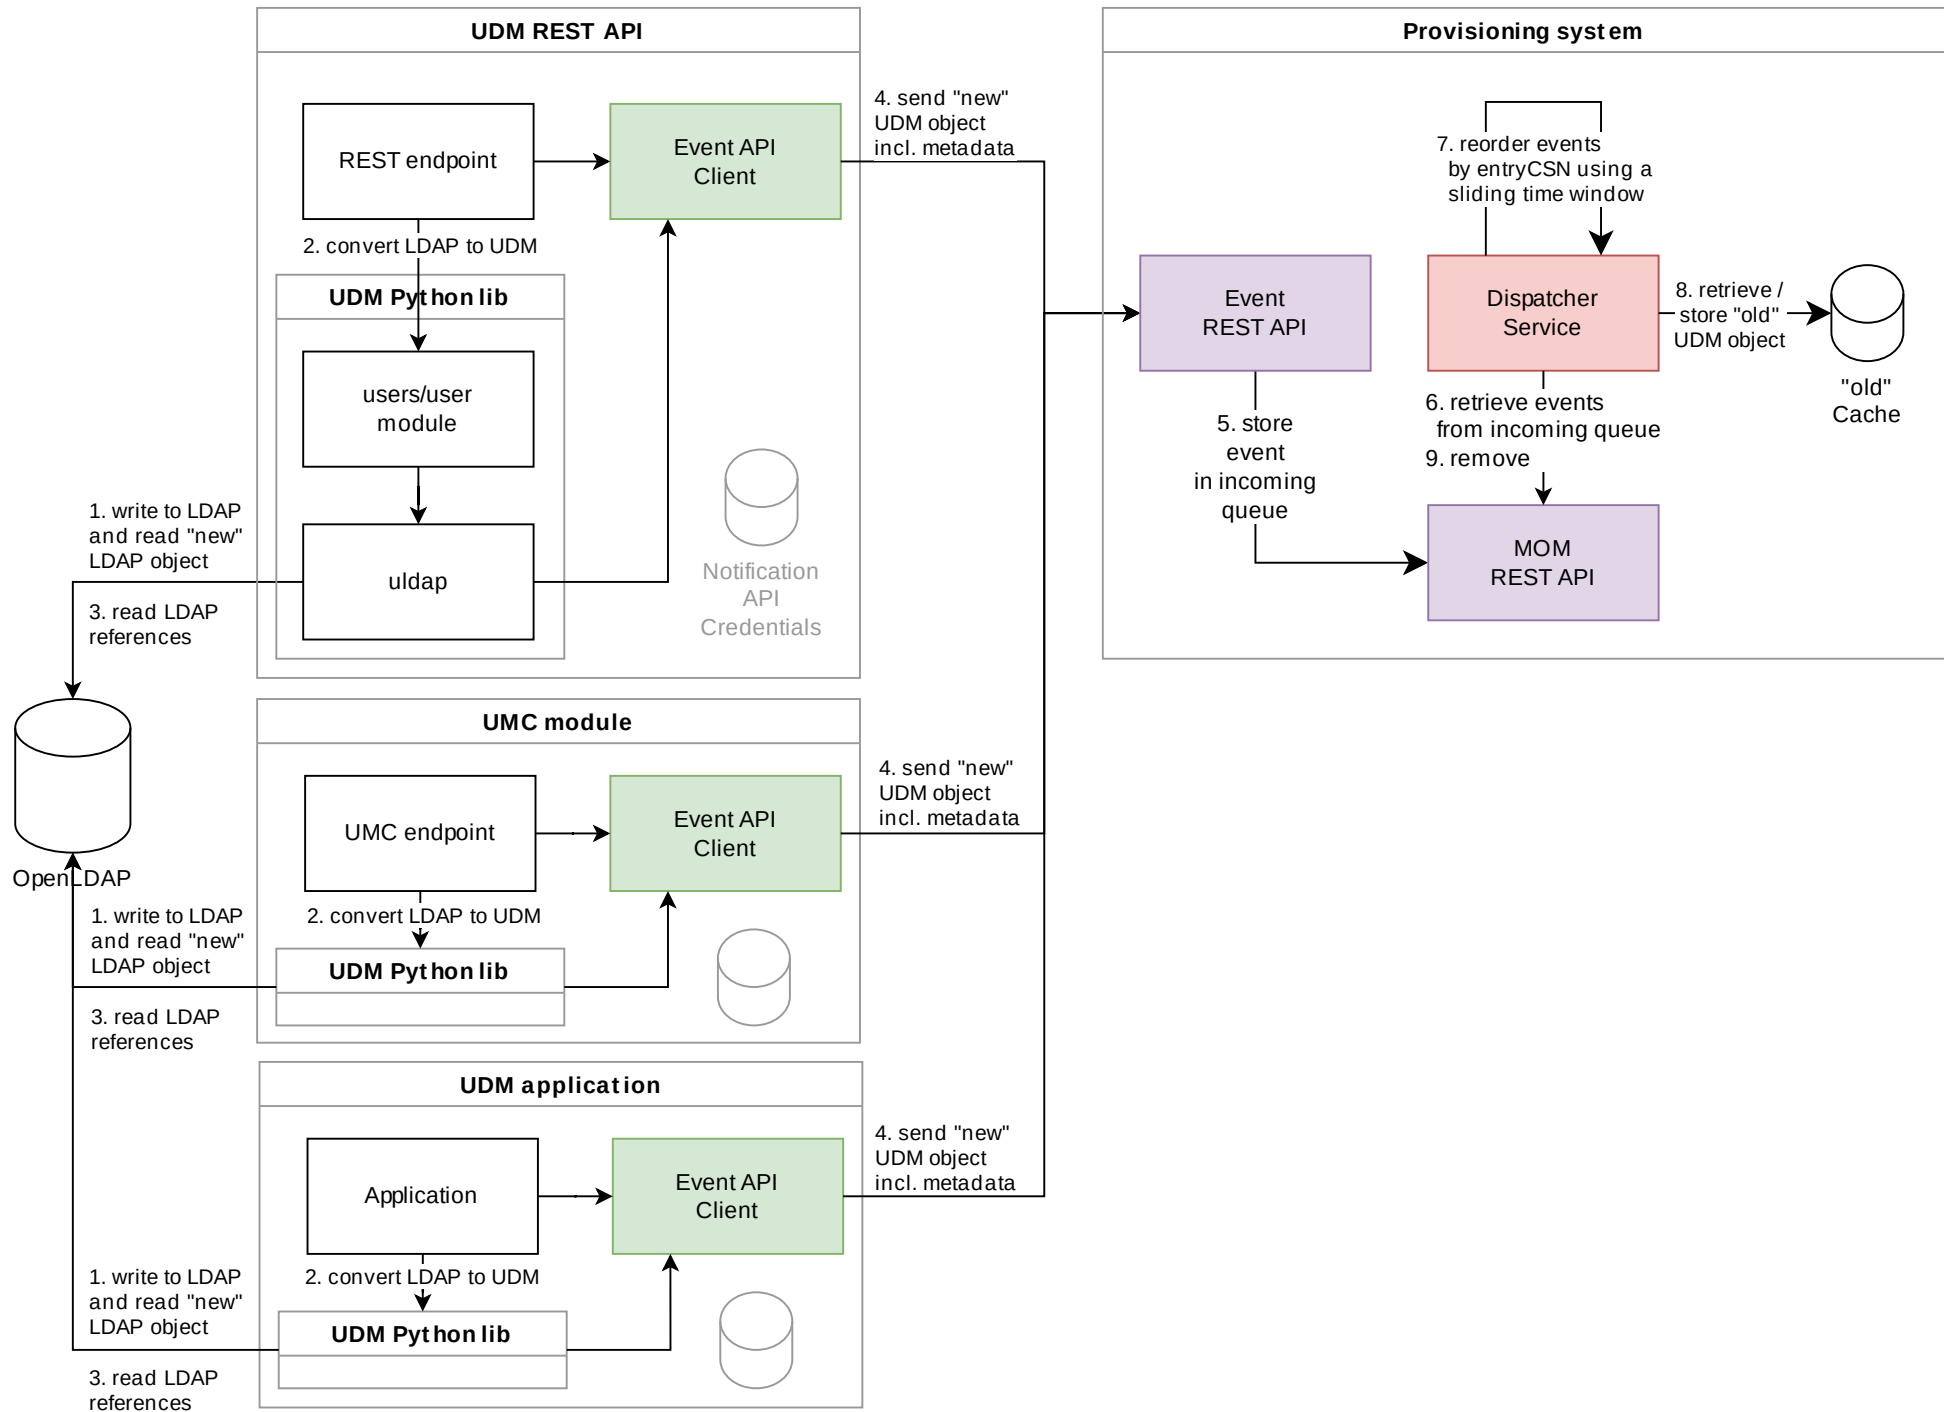 UDM REST API
REST endpoint
Event API
Client
2. convert LDAP to UDM
UDM Python lib
users/user
module
uldap
Notification
API
Credentials
1. write to LDAP
and read "new"
LDAP object
3. read LDAP
references
4. send "new"
UDM object
incl. metadata
OpenLDAP
UMC module
UMC endpoint
Event API
Client
2. convert LDAP to UDM
UDM Python lib
1. write to LDAP
and read "new"
LDAP object
3. read LDAP
references
4. send "new"
UDM object
incl. metadata
UDM application
Application
Event API
Client
2. convert LDAP to UDM
UDM Python lib
1. write to LDAP
and read "new"
LDAP object
3. read LDAP
references
4. send "new"
UDM object
incl. metadata
Provisioning system
Event
REST API
5. store
event
in incoming
queue
7. reorder events
by entryCSN using a
sliding time window
Dispatcher
Service
8. retrieve /
store "old"
UDM object
"old"
Cache
6. retrieve events
from incoming queue
9. remove
MOM
REST API